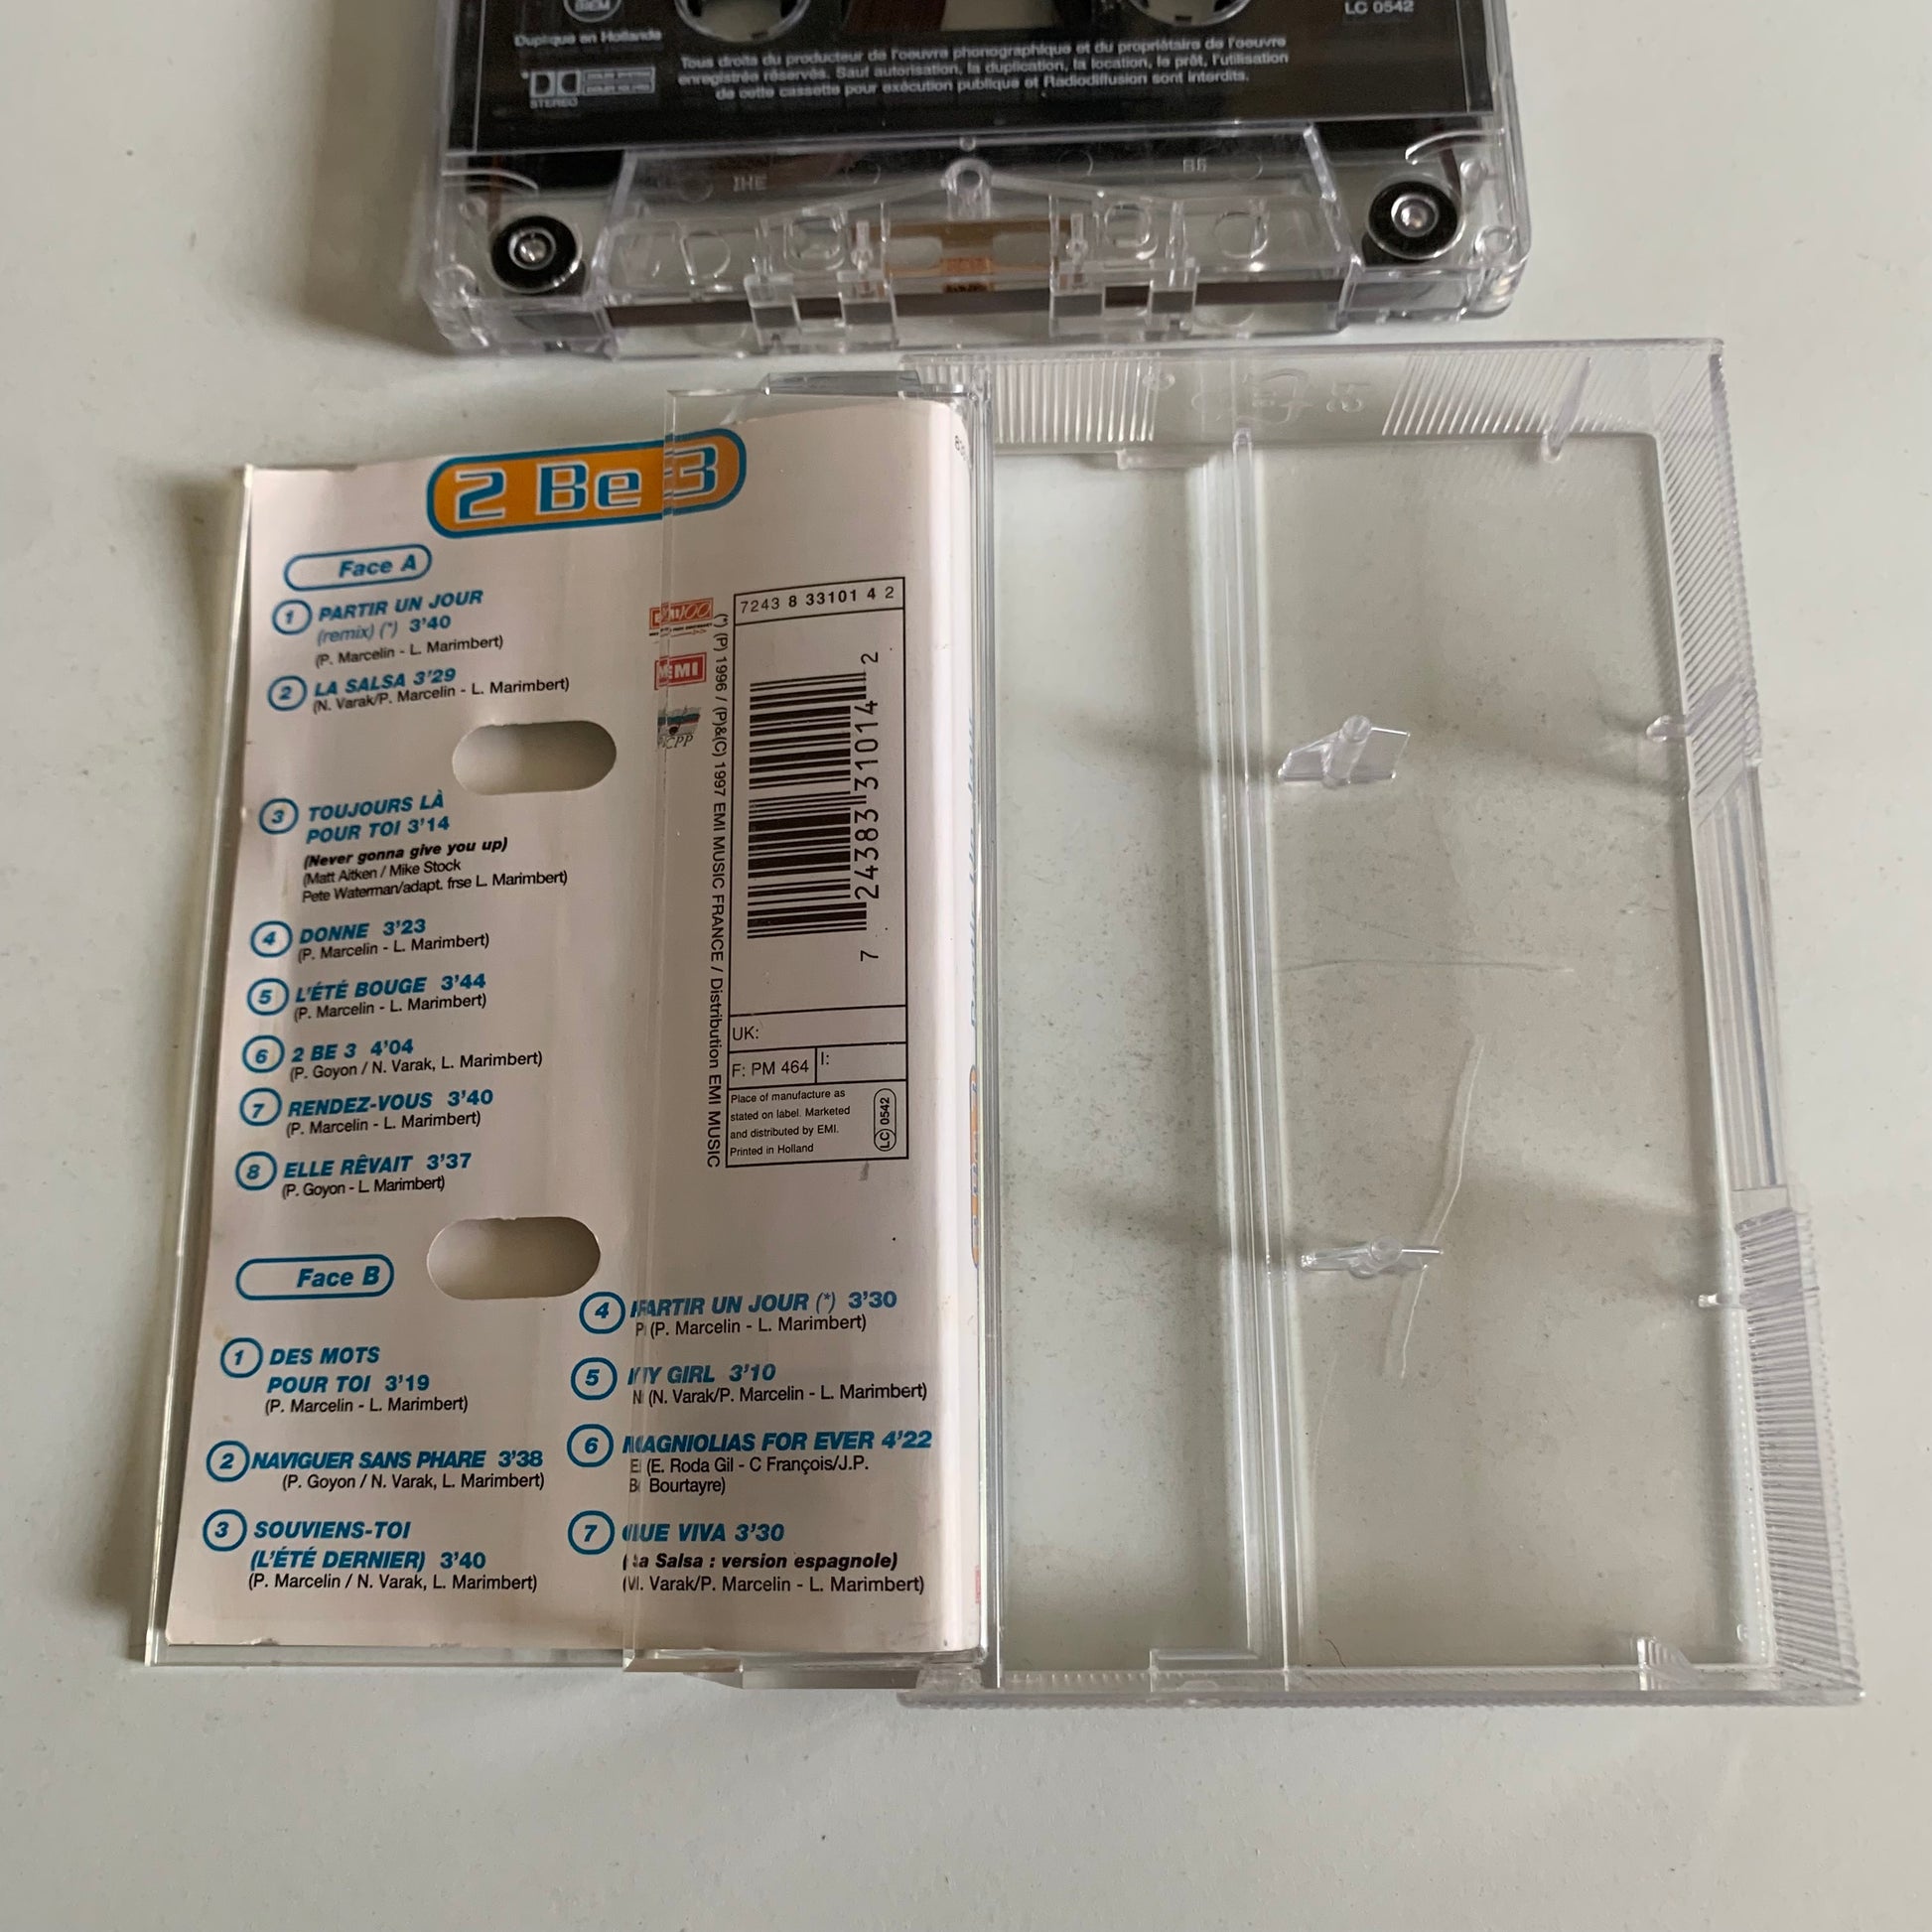 LC 0542
Dupliqué en Hollande
STEREO
Tous droits du producteur de l'oeuvre phonographique et du propriétaire de l'oeuvre
enregistrée réservés. Sauf autorisation, la duplication, la location, le prêt, l'utilisation
de cette cassette pour exécution publique et Radiodiffusion sont interdits.
2 Be 3
Face A
1 PARTIR UN JOUR
(remix) (*) 3'40
(P. Marcelin - L. Marimbert)
2 LA SALSA 3'29
(N. Varak/P. Marcelin - L. Marimbert)
3 TOUJOURS LÀ
POUR TOI 3'14
(Never gonna give you up)
(Matt Aitken / Mike Stock
Pete Waterman/adapt. frse L. Marimbert)
4 DONNE 3'23
(P. Marcelin - L. Marimbert)
5 L'ÉTÉ BOUGE 3'44
(P. Marcelin - L. Marimbert)
6 2 BE 3 4'04
(P. Goyon / N. Varak, L. Marimbert)
7 RENDEZ-VOUS 3'40
(P. Marcelin - L. Marimbert)
8 ELLE RÊVAIT 3'37
(P. Goyon - L. Marimbert)
Face B
1 DES MOTS
POUR TOI 3'19
(P. Marcelin - L. Marimbert)
2 NAVIGUER SANS PHARE 3'38
(P. Goyon / N. Varak, L. Marimbert)
3 SOUVIENS-TOI
(L'ÉTÉ DERNIER) 3'40
(P. Marcelin / N. Varak, L. Marimbert)
4 PARTIR UN JOUR (*) 3'30
(P. Marcelin - L. Marimbert)
5 MY GIRL 3'10
(N. Varak/P. Marcelin - L. Marimbert)
6 MAGNIOLIAS FOR EVER 4'22
(E. Roda Gil - C François/J.P.
Bourtayre)
7 QUE VIVA 3'30
(La Salsa : version espagnole)
(N. Varak/P. Marcelin - L. Marimbert)
EMI
(*) (P) 1996 / (P)&(C) 1997 EMI MUSIC FRANCE / Distribution EMI MUSIC
7243 8 33101 4 2
7 24383 31014 2
UK:
F: PM 464
I:
Place of manufacture as
stated on label. Marketed
and distributed by EMI.
Printed in Holland
LC 0542